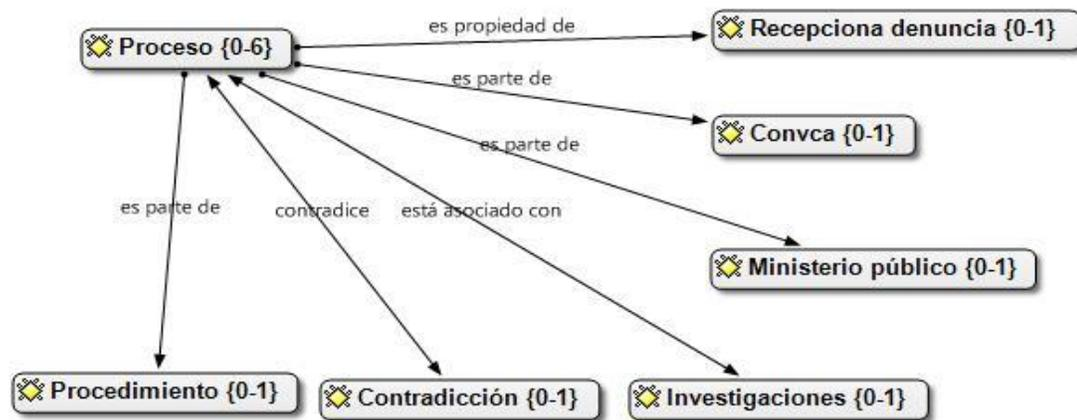 es propiedad de
Recepciona denuncia {0-1}
Proceso {0-6}
es parte de
Convca {0-1}
es parte de
es parte de
contradice
está asociado con
Ministerio público {0-1}
Procedimiento {0-1}
Contradicción {0-1}
Investigaciones {0-1}